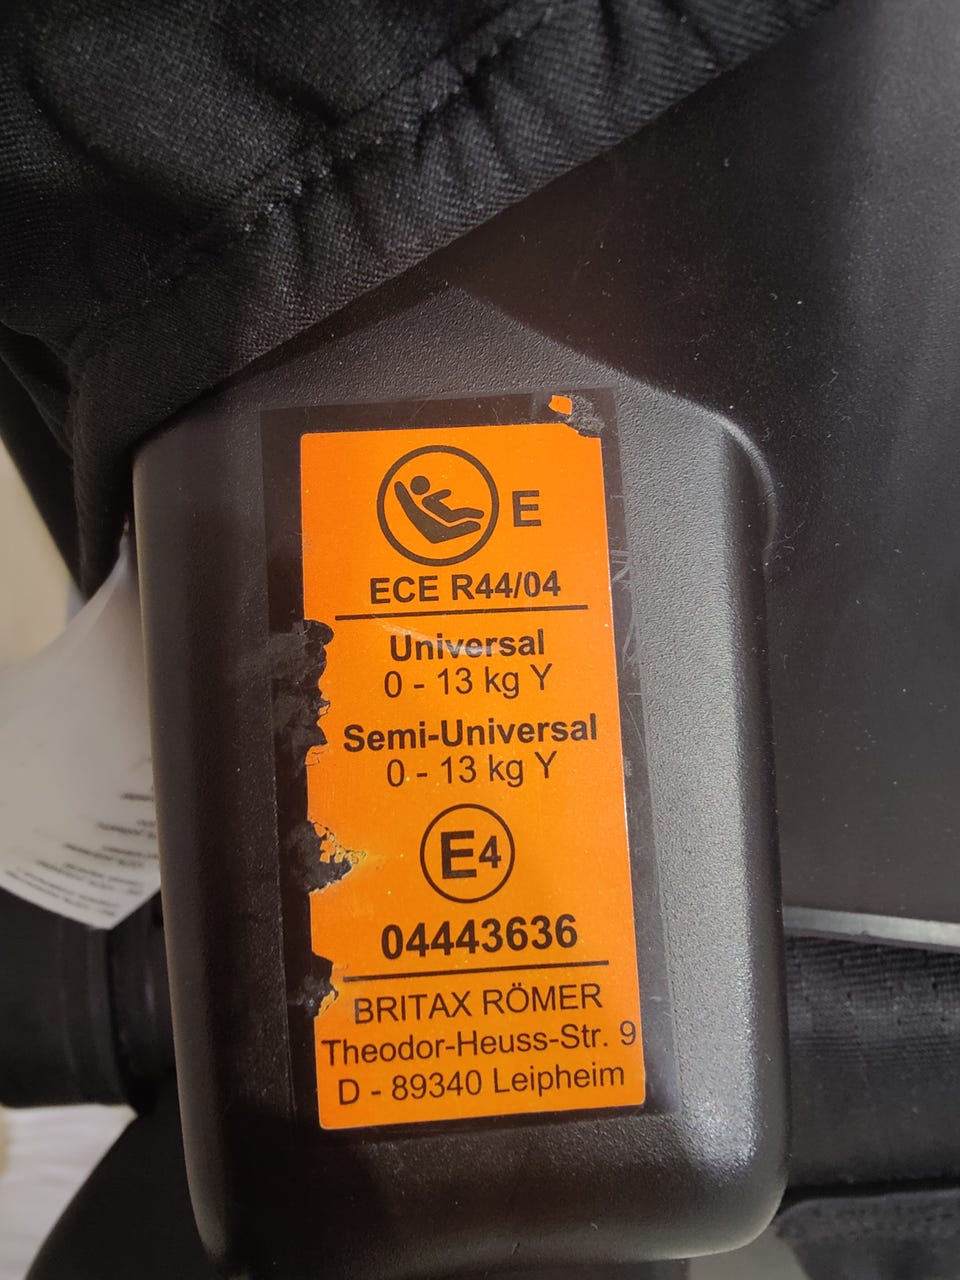 E
ECE R44/04
Universal
0 - 13 kg Y
Semi-Universal
0 - 13 kg Y
E4
04443636
BRITAX RÖMER
Theodor-Heuss-Str. 9
D - 89340 Leipheim